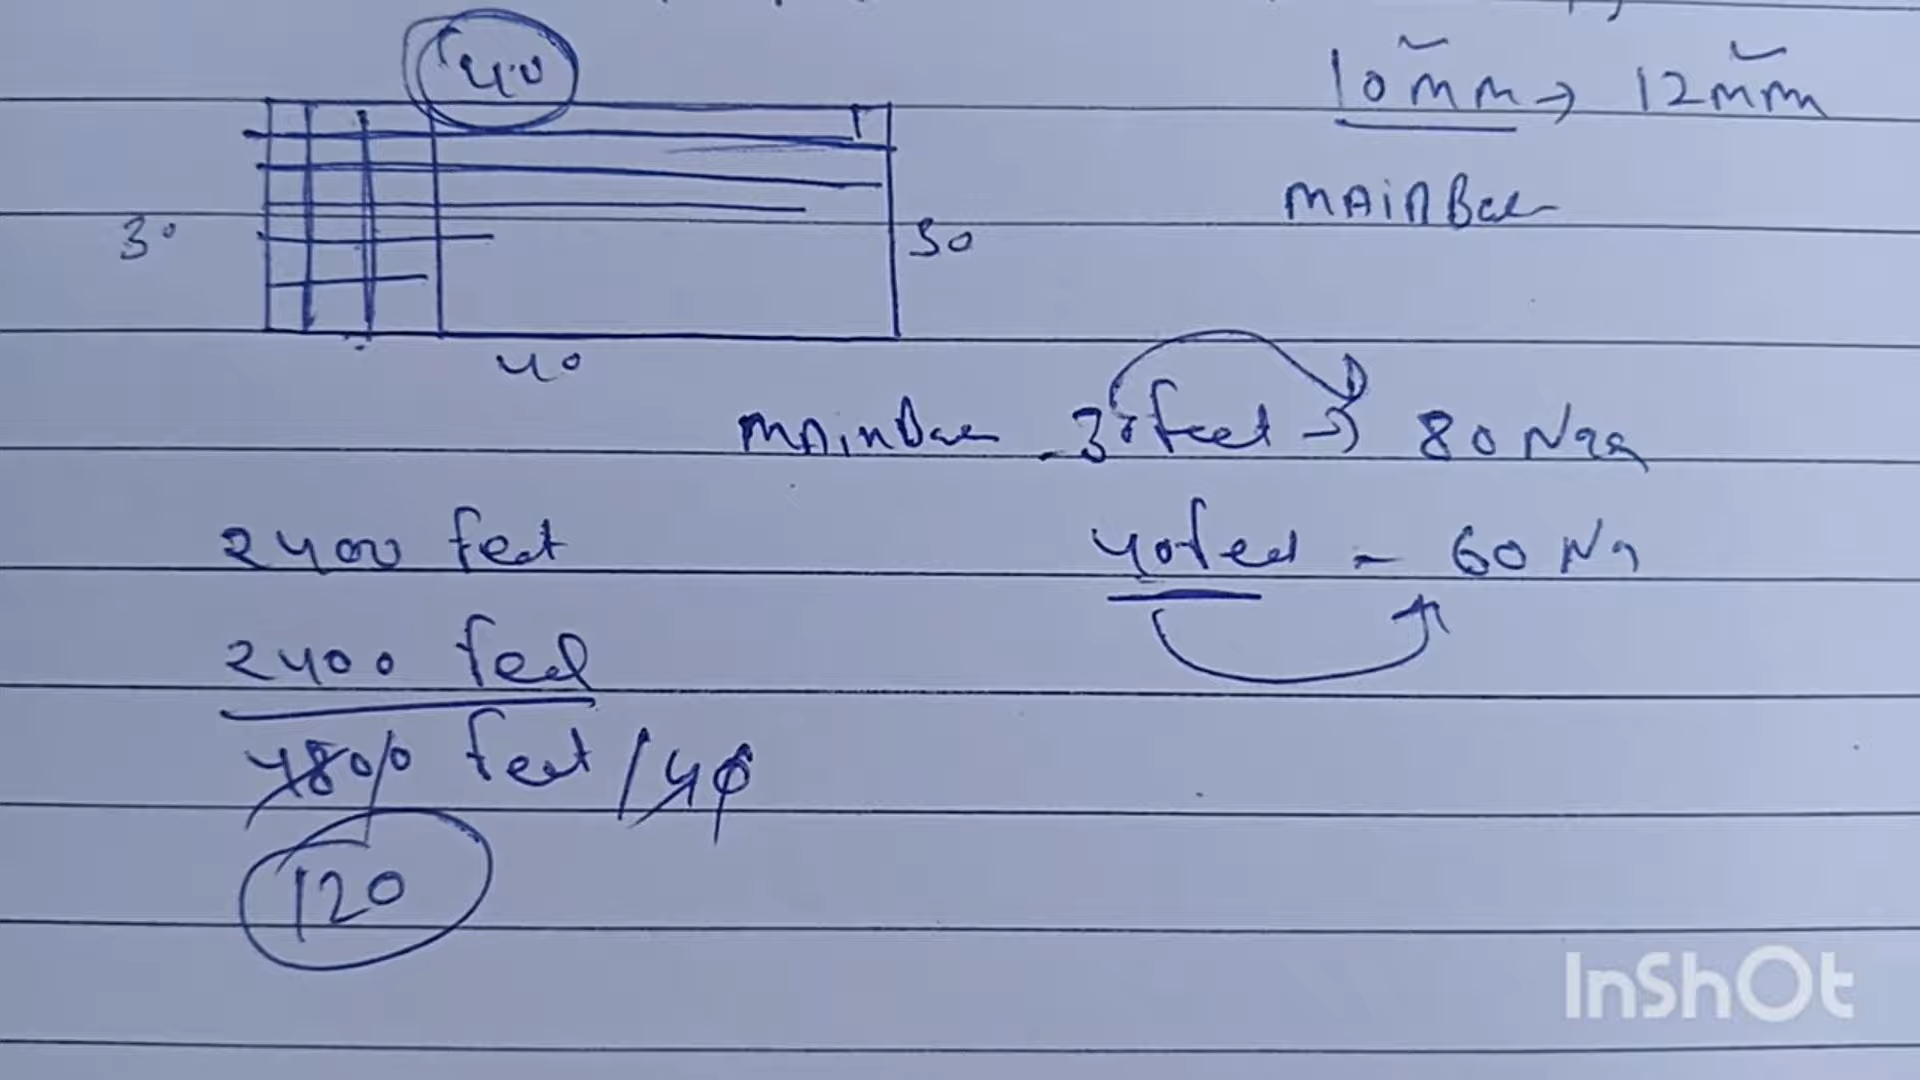 40
10mm → 12mm
MAin Bar
30
30
40
MAin Bar 30 feet → 80 Nos
2400 feet
40 feet - 60 No
2400 feet
4800 feet / 40
120
InShOt